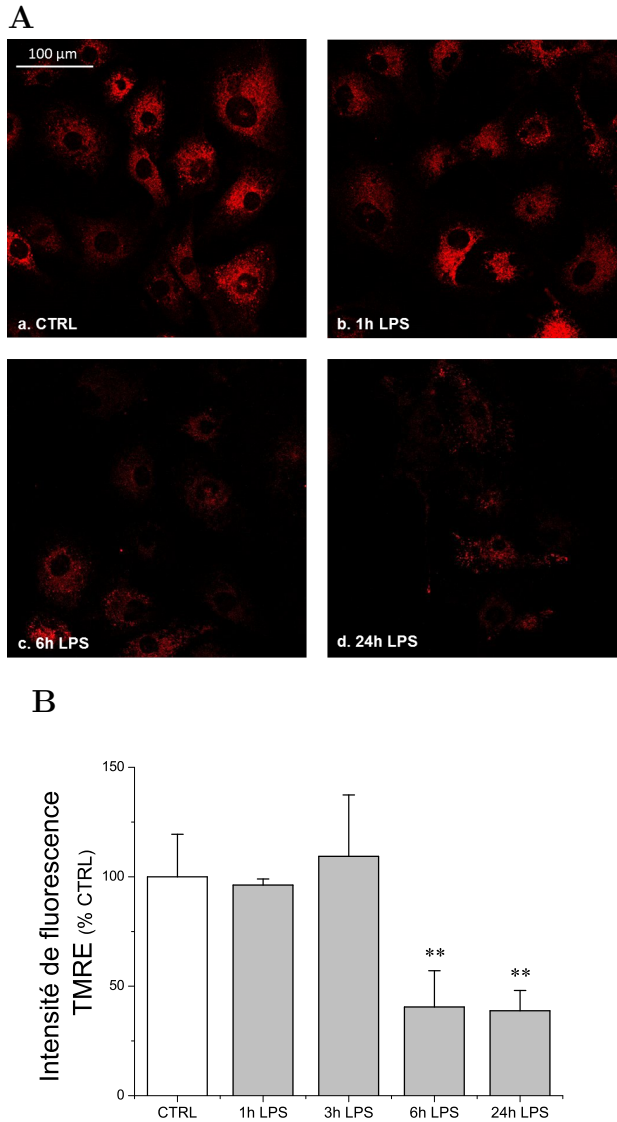 A
100 µm
a. CTRL
b. 1h LPS
c. 6h LPS
d. 24h LPS
B
Intensité de fluorescence
TMRE (% CTRL)
150
100
50
0
**
**
CTRL
1h LPS
3h LPS
6h LPS
24h LPS